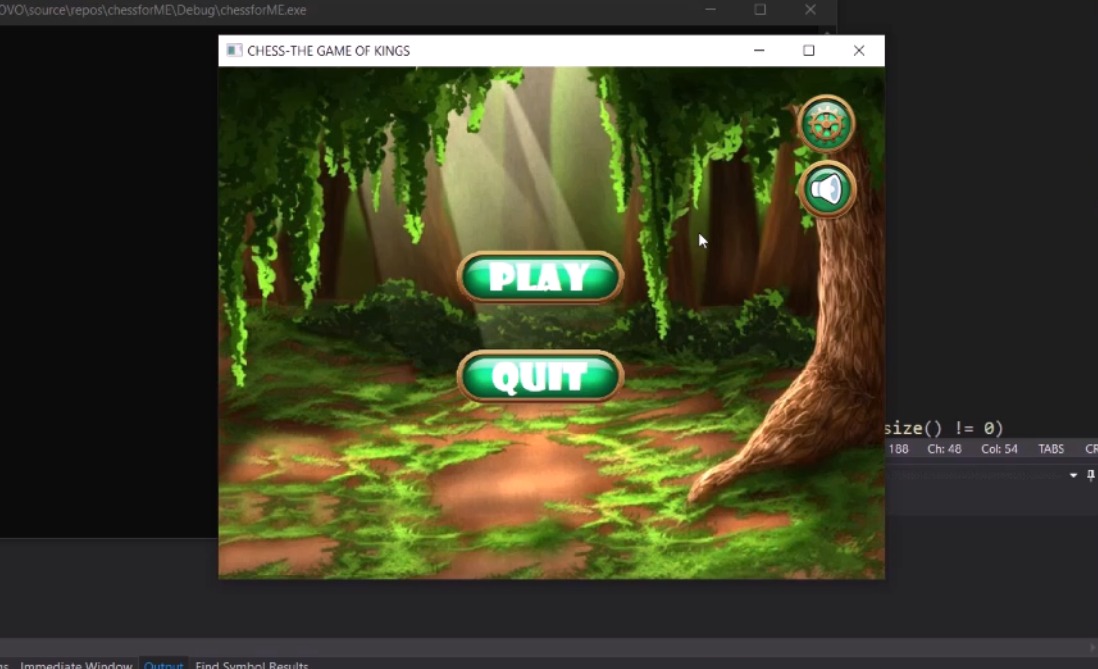 OVO\source\repos\chessforME\Debug\chessforME.exe
CHESS-THE GAME OF KINGS
PLAY
QUIT
size() != 0)
188 Ch: 48 Col: 54 TABS CR
Immediate Window Output Find Symbol Results